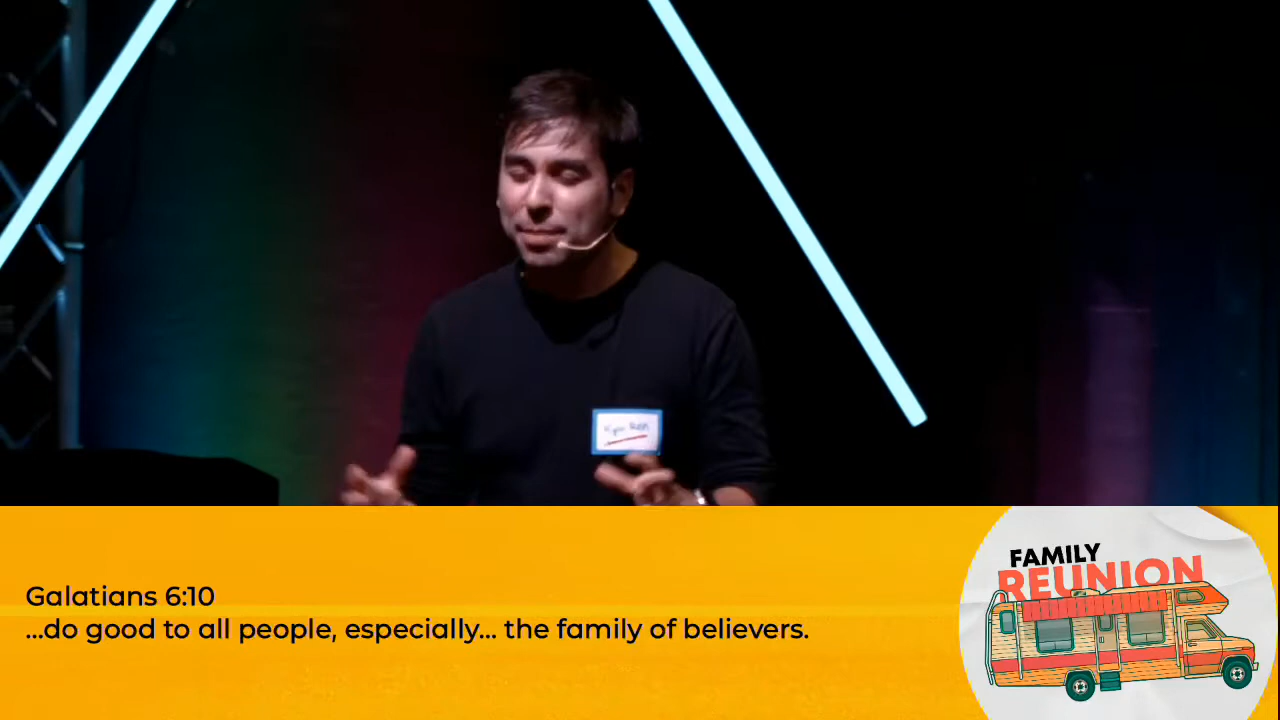 Galatians 6:10
...do good to all people, especially... the family of believers.
FAMILY
REUNION